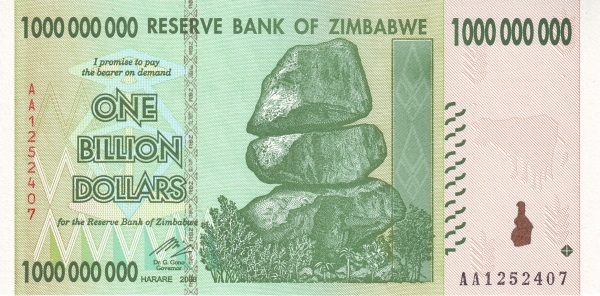 1000 000 000 RESERVE BANK OF ZIMBABWE 1000 000 000
I promise to pay
the bearer on demand
AA1252407
ONE
BILLION
DOLLARS
for the Reserve Bank of Zimbabwe
Dr G. Gono
Governor
1000 000 000 HARARE AA1252407